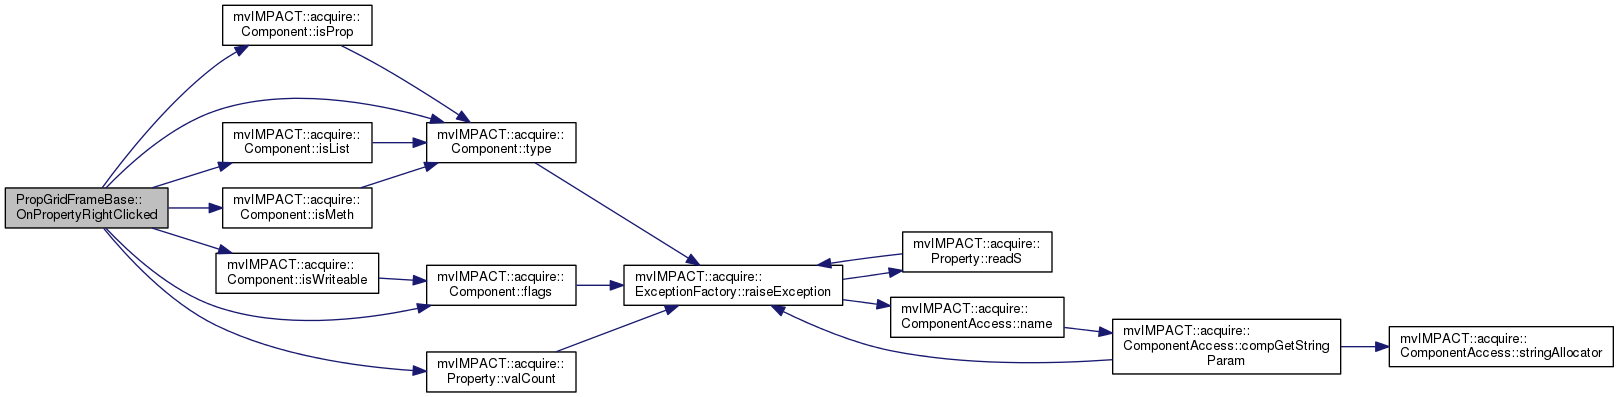 mvIMPACT::acquire::
Component::isProp
mvIMPACT::acquire::
Component::isList
mvIMPACT::acquire::
Component::type
PropGridFrameBase::
OnPropertyRightClicked
mvIMPACT::acquire::
Component::isMeth
mvIMPACT::acquire::
Component::isWriteable
mvIMPACT::acquire::
Component::flags
mvIMPACT::acquire::
ExceptionFactory::raiseException
mvIMPACT::acquire::
Property::readS
mvIMPACT::acquire::
ComponentAccess::name
mvIMPACT::acquire::
ComponentAccess::compGetString
Param
mvIMPACT::acquire::
ComponentAccess::stringAllocator
mvIMPACT::acquire::
Property::valCount